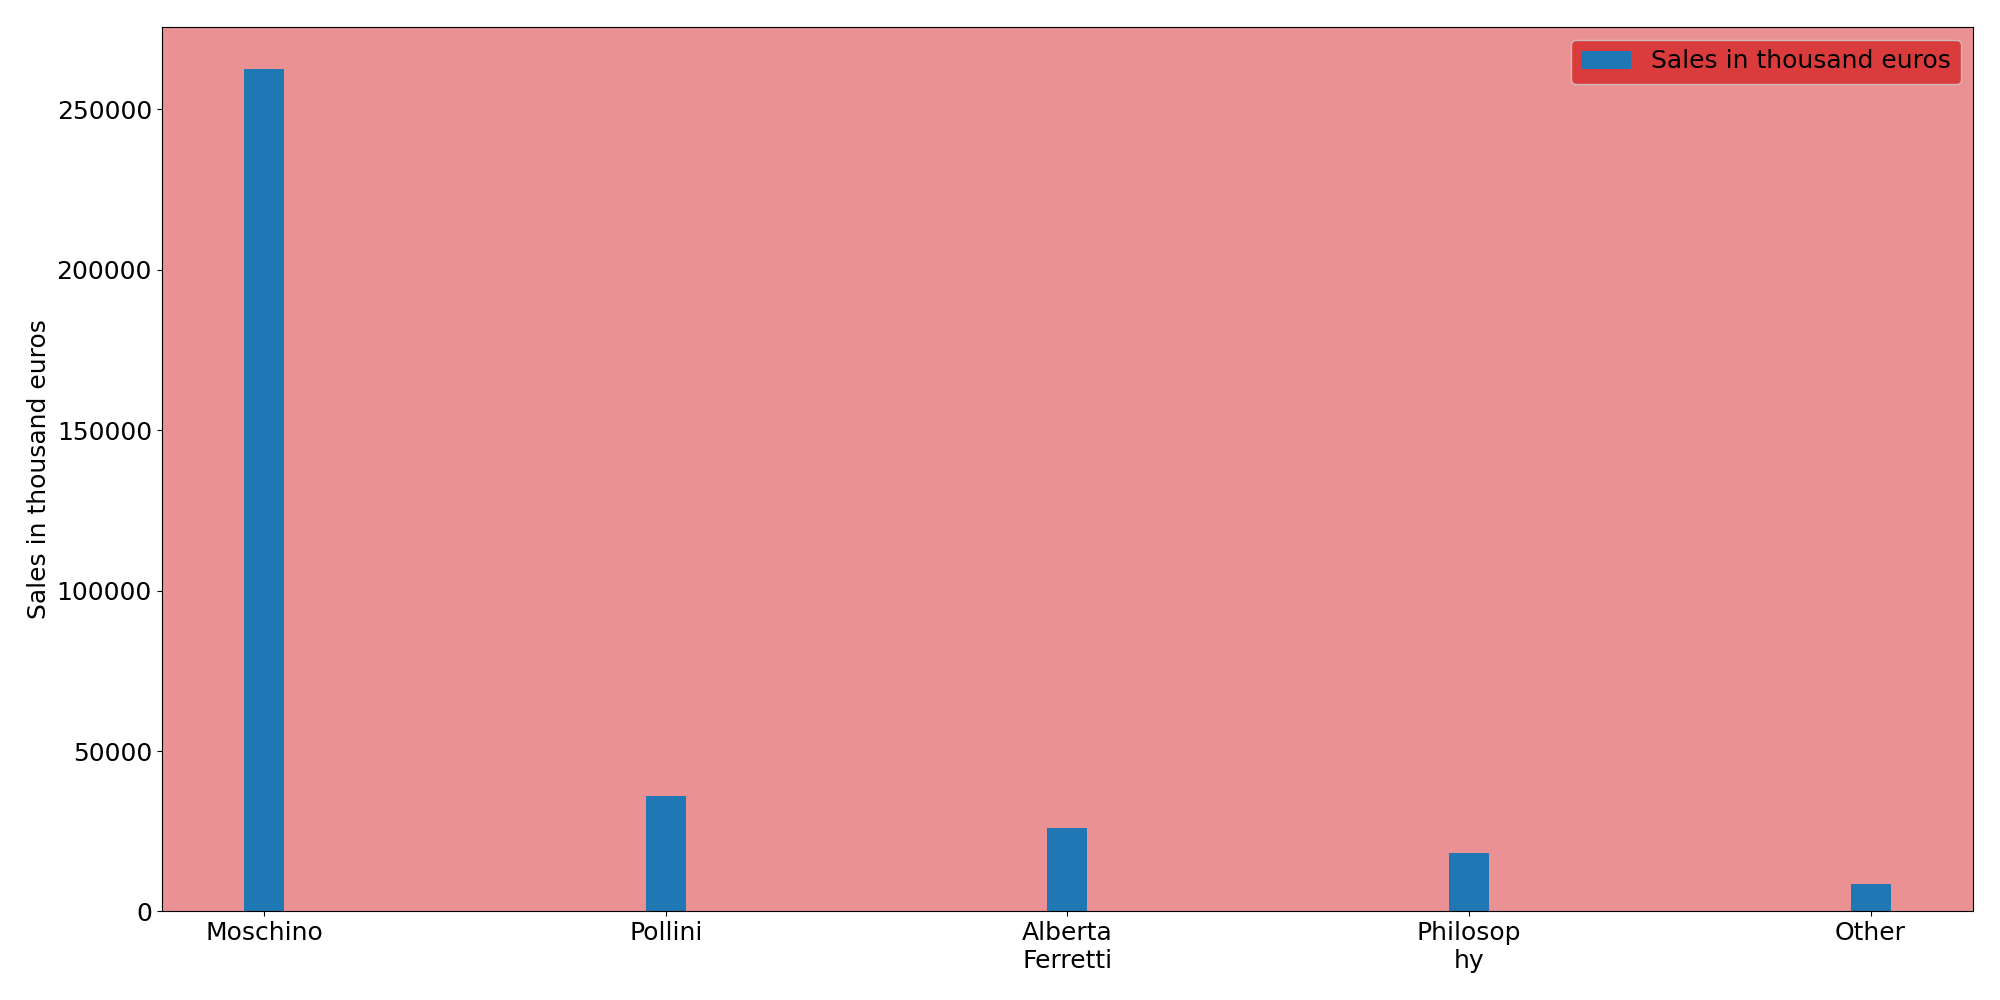 Sales in thousand euros
250000
200000
150000
100000
50000
0
Sales in thousand euros
Moschino
Pollini
Alberta
Ferretti
Philosop
hy
Other